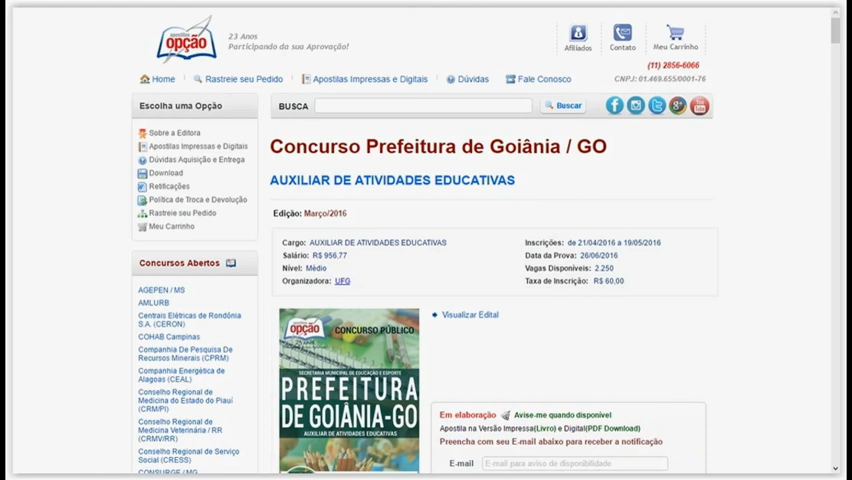 apostilas
opção
23 Anos
Participando da sua Aprovação!
Afiliados
Contato
Meu Carrinho
(11) 2856-6066
CNPJ: 01.469.655/0001-76
Home
Rastreie seu Pedido
Apostilas Impressas e Digitais
Dúvidas
Fale Conosco
Escolha uma Opção
Sobre a Editora
Apostilas Impressas e Digitais
Dúvidas Aquisição e Entrega
Download
Retificações
Política de Troca e Devolução
Rastreie seu Pedido
Meu Carrinho
Concursos Abertos
AGEPEN / MS
AMLURB
Centrais Elétricas de Rondônia
S.A. (CERON)
COHAB Campinas
Companhia De Pesquisa De
Recursos Minerais (CPRM)
Companhia Energética de
Alagoas (CEAL)
Conselho Regional de
Medicina do Estado do Piauí
(CRM/PI)
Conselho Regional de
Medicina Veterinária / RR
(CRMV/RR)
Conselho Regional de Serviço
Social (CRESS)
CONSURGE / MG
BUSCA
Buscar
Concurso Prefeitura de Goiânia / GO
AUXILIAR DE ATIVIDADES EDUCATIVAS
Edição: Março/2016
Cargo: AUXILIAR DE ATIVIDADES EDUCATIVAS
Salário: R$ 956,77
Nível: Médio
Organizadora: UFG
Inscrições: de 21/04/2016 a 19/05/2016
Data da Prova: 26/06/2016
Vagas Disponíveis: 2.250
Taxa de Inscrição: R$ 60,00
opção
CONCURSO PÚBLICO
SECRETARIA MUNICIPAL DE EDUCAÇÃO E ESPORTE
PREFEITURA
DE GOIÂNIA-GO
AUXILIAR DE ATIVIDADES EDUCATIVAS
Visualizar Edital
Em elaboração Avise-me quando disponível
Apostila na Versão Impressa(Livro) e Digital(PDF Download)
Preencha com seu E-mail abaixo para receber a notificação
E-mail
E-mail para aviso de disponibilidade